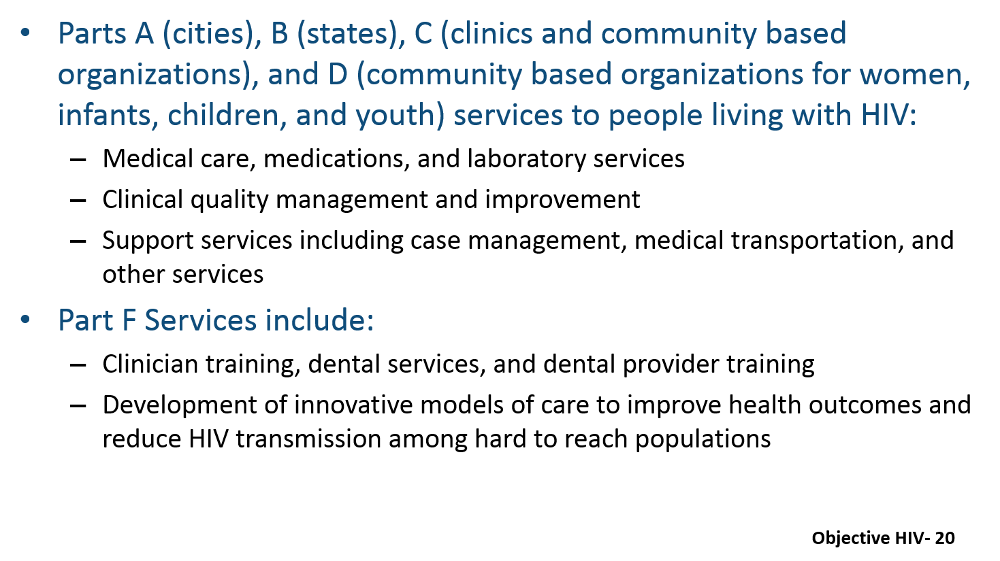 • Parts A (cities), B (states), C (clinics and community based
organizations), and D (community based organizations for women,
infants, children, and youth) services to people living with HIV:
– Medical care, medications, and laboratory services
– Clinical quality management and improvement
– Support services including case management, medical transportation, and
other services
• Part F Services include:
– Clinician training, dental services, and dental provider training
– Development of innovative models of care to improve health outcomes and
reduce HIV transmission among hard to reach populations
Objective HIV- 20